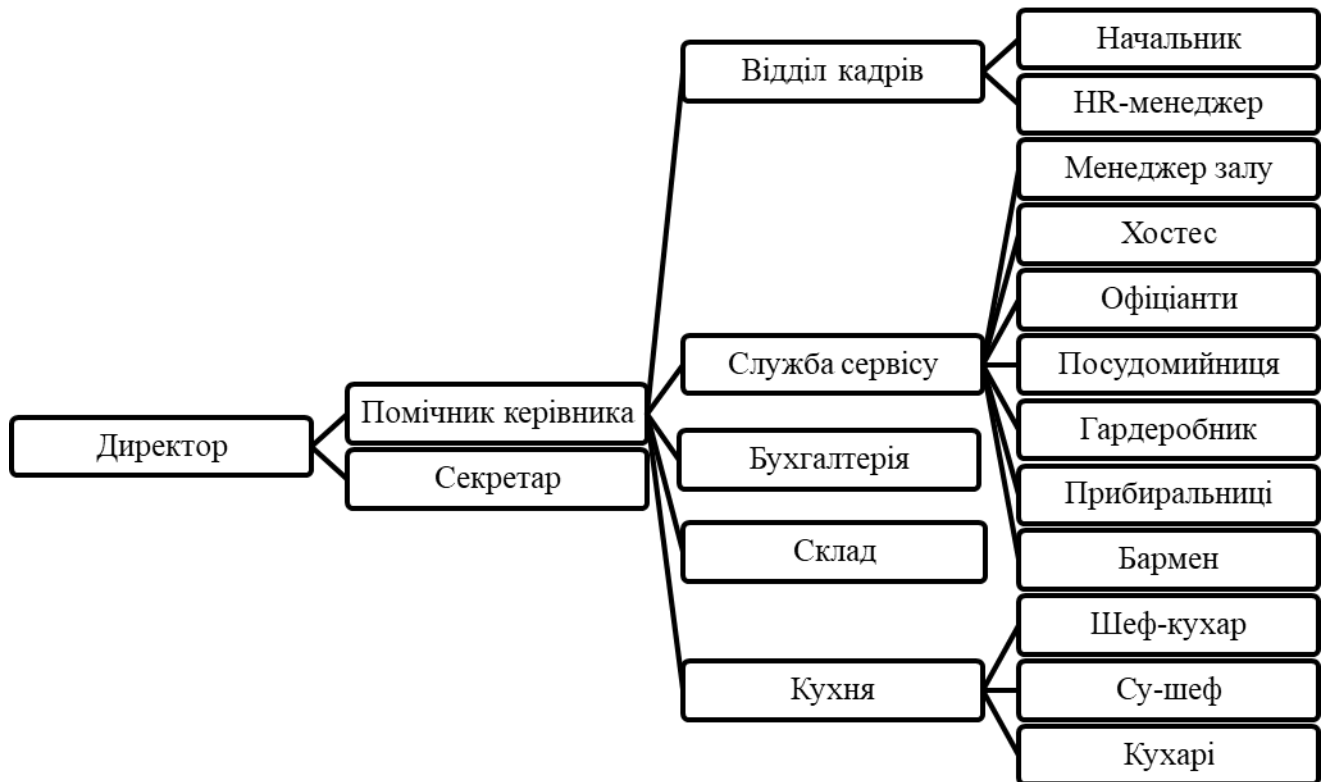 Директор
Помічник керівника
Секретар
Відділ кадрів
Служба сервісу
Бухгалтерія
Склад
Кухня
Начальник
HR-менеджер
Менеджер залу
Хостес
Офіціанти
Посудомийниця
Гардеробник
Прибиральниці
Бармен
Шеф-кухар
Су-шеф
Кухарі